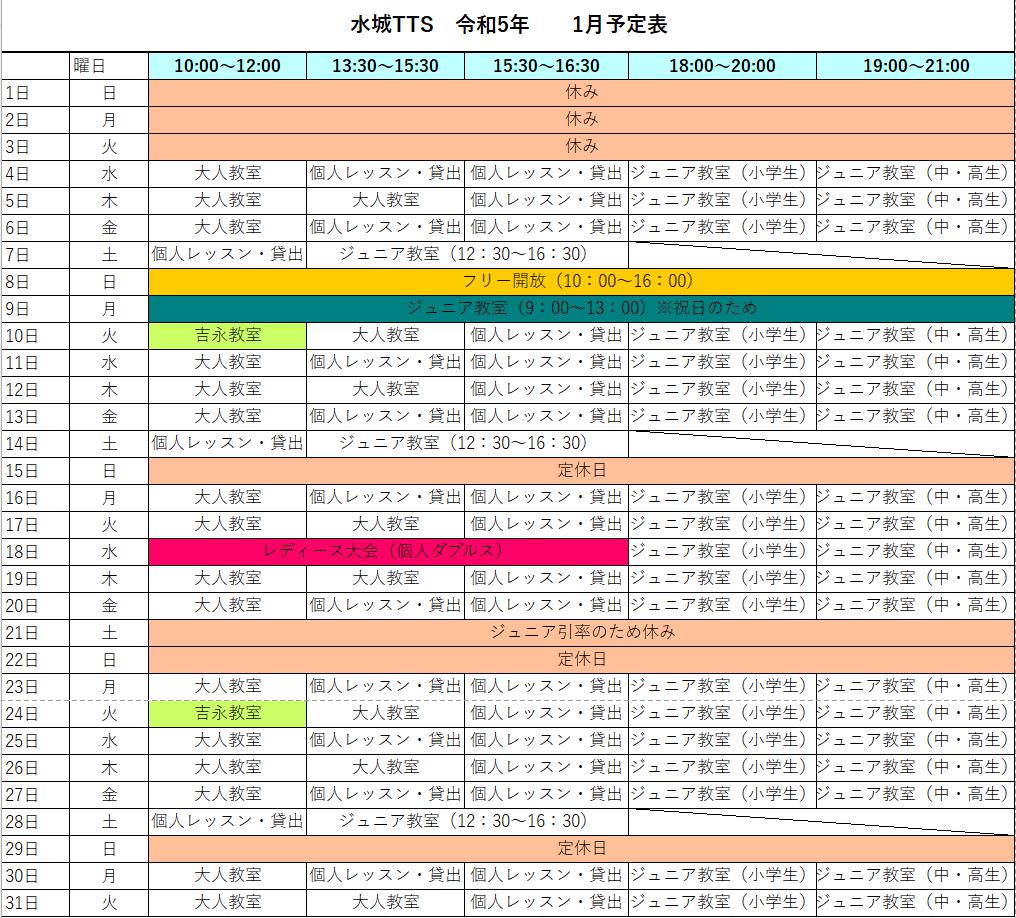 水城TTS　令和5年　　1月予定表
曜日 10:00～12:00 13:30～15:30 15:30～16:30 18:00～20:00 19:00～21:00
1日 日 休み
2日 月 休み
3日 火 休み
4日 水 大人教室 個人レッスン・貸出 個人レッスン・貸出 ジュニア教室（小学生） ジュニア教室（中・高生）
5日 木 大人教室 大人教室 個人レッスン・貸出 ジュニア教室（小学生） ジュニア教室（中・高生）
6日 金 大人教室 個人レッスン・貸出 個人レッスン・貸出 ジュニア教室（小学生） ジュニア教室（中・高生）
7日 土 個人レッスン・貸出 ジュニア教室（12：30～16：30）
8日 日 フリー開放（10：00～16：00）
9日 月 ジュニア教室（9：00～13：00）※祝日のため
10日 火 吉永教室 大人教室 個人レッスン・貸出 ジュニア教室（小学生） ジュニア教室（中・高生）
11日 水 大人教室 個人レッスン・貸出 個人レッスン・貸出 ジュニア教室（小学生） ジュニア教室（中・高生）
12日 木 大人教室 大人教室 個人レッスン・貸出 ジュニア教室（小学生） ジュニア教室（中・高生）
13日 金 大人教室 個人レッスン・貸出 個人レッスン・貸出 ジュニア教室（小学生） ジュニア教室（中・高生）
14日 土 個人レッスン・貸出 ジュニア教室（12：30～16：30）
15日 日 定休日
16日 月 大人教室 個人レッスン・貸出 個人レッスン・貸出 ジュニア教室（小学生） ジュニア教室（中・高生）
17日 火 大人教室 大人教室 個人レッスン・貸出 ジュニア教室（小学生） ジュニア教室（中・高生）
18日 水 レディース大会（個人ダブルス） ジュニア教室（小学生） ジュニア教室（中・高生）
19日 木 大人教室 大人教室 個人レッスン・貸出 ジュニア教室（小学生） ジュニア教室（中・高生）
20日 金 大人教室 個人レッスン・貸出 個人レッスン・貸出 ジュニア教室（小学生） ジュニア教室（中・高生）
21日 土 ジュニア引率のため休み
22日 日 定休日
23日 月 大人教室 個人レッスン・貸出 個人レッスン・貸出 ジュニア教室（小学生） ジュニア教室（中・高生）
24日 火 吉永教室 大人教室 個人レッスン・貸出 ジュニア教室（小学生） ジュニア教室（中・高生）
25日 水 大人教室 個人レッスン・貸出 個人レッスン・貸出 ジュニア教室（小学生） ジュニア教室（中・高生）
26日 木 大人教室 大人教室 個人レッスン・貸出 ジュニア教室（小学生） ジュニア教室（中・高生）
27日 金 大人教室 個人レッスン・貸出 個人レッスン・貸出 ジュニア教室（小学生） ジュニア教室（中・高生）
28日 土 個人レッスン・貸出 ジュニア教室（12：30～16：30）
29日 日 定休日
30日 月 大人教室 個人レッスン・貸出 個人レッスン・貸出 ジュニア教室（小学生） ジュニア教室（中・高生）
31日 火 大人教室 大人教室 個人レッスン・貸出 ジュニア教室（小学生） ジュニア教室（中・高生）